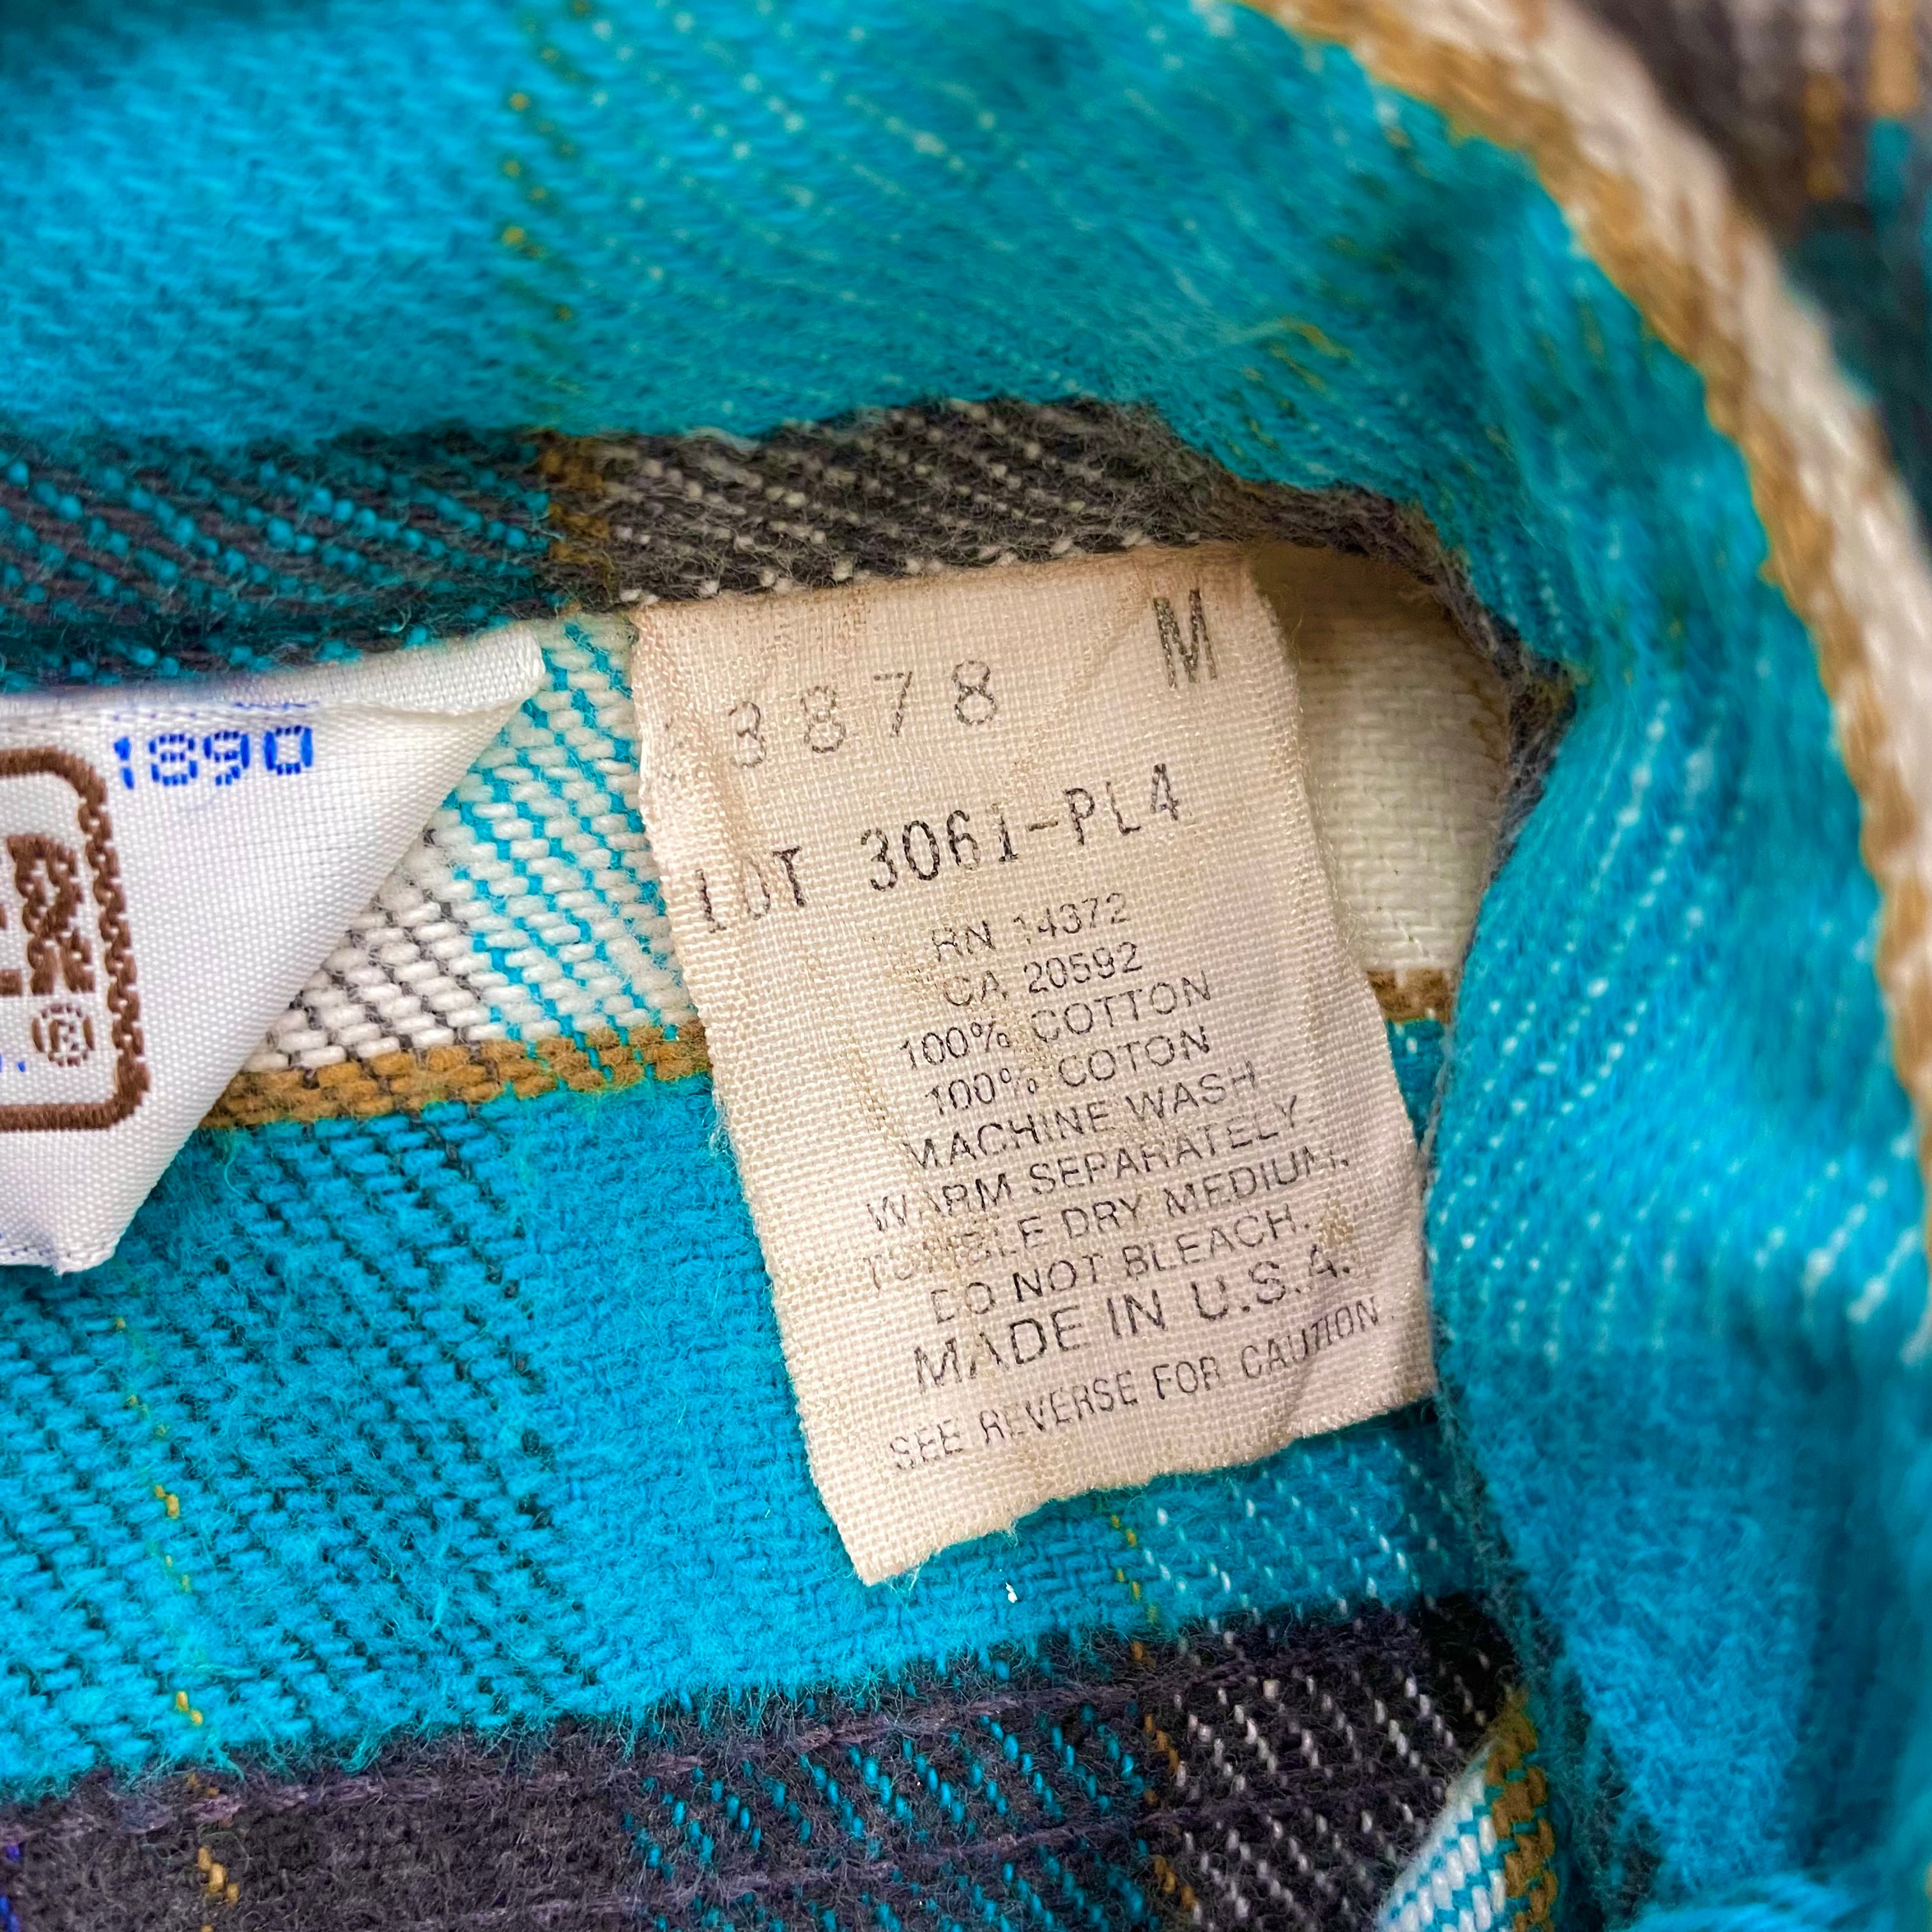 1890
®
M
3878
LOT 3061-PL4
RN 14372
CA 20592
100% COTTON
100% COTON
MACHINE WASH
WARM SEPARATELY.
TUMBLE DRY MEDIUM.
DO NOT BLEACH.
MADE IN U.S.A.
SEE REVERSE FOR CAUTION.